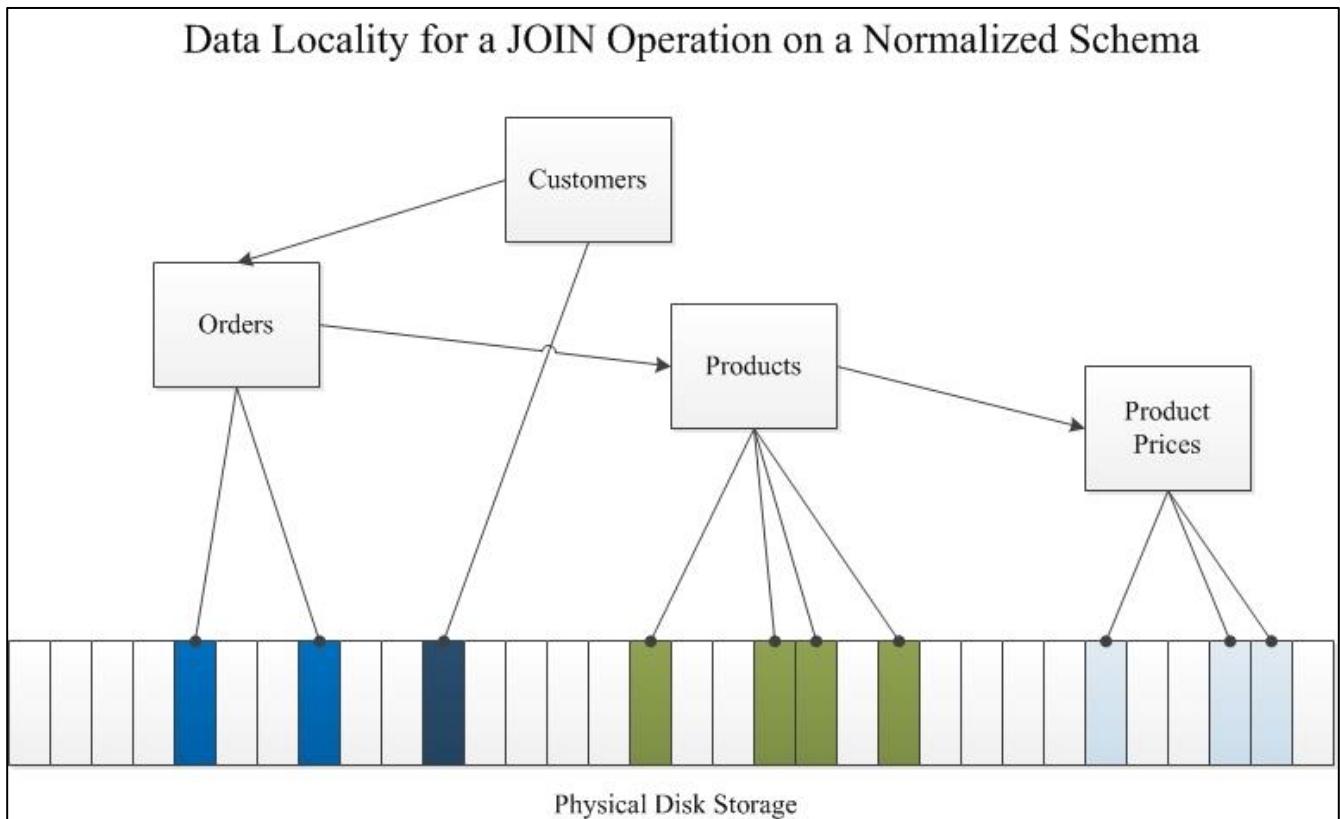 Data Locality for a JOIN Operation on a Normalized Schema
Customers
Orders
Products
Product
Prices
Physical Disk Storage